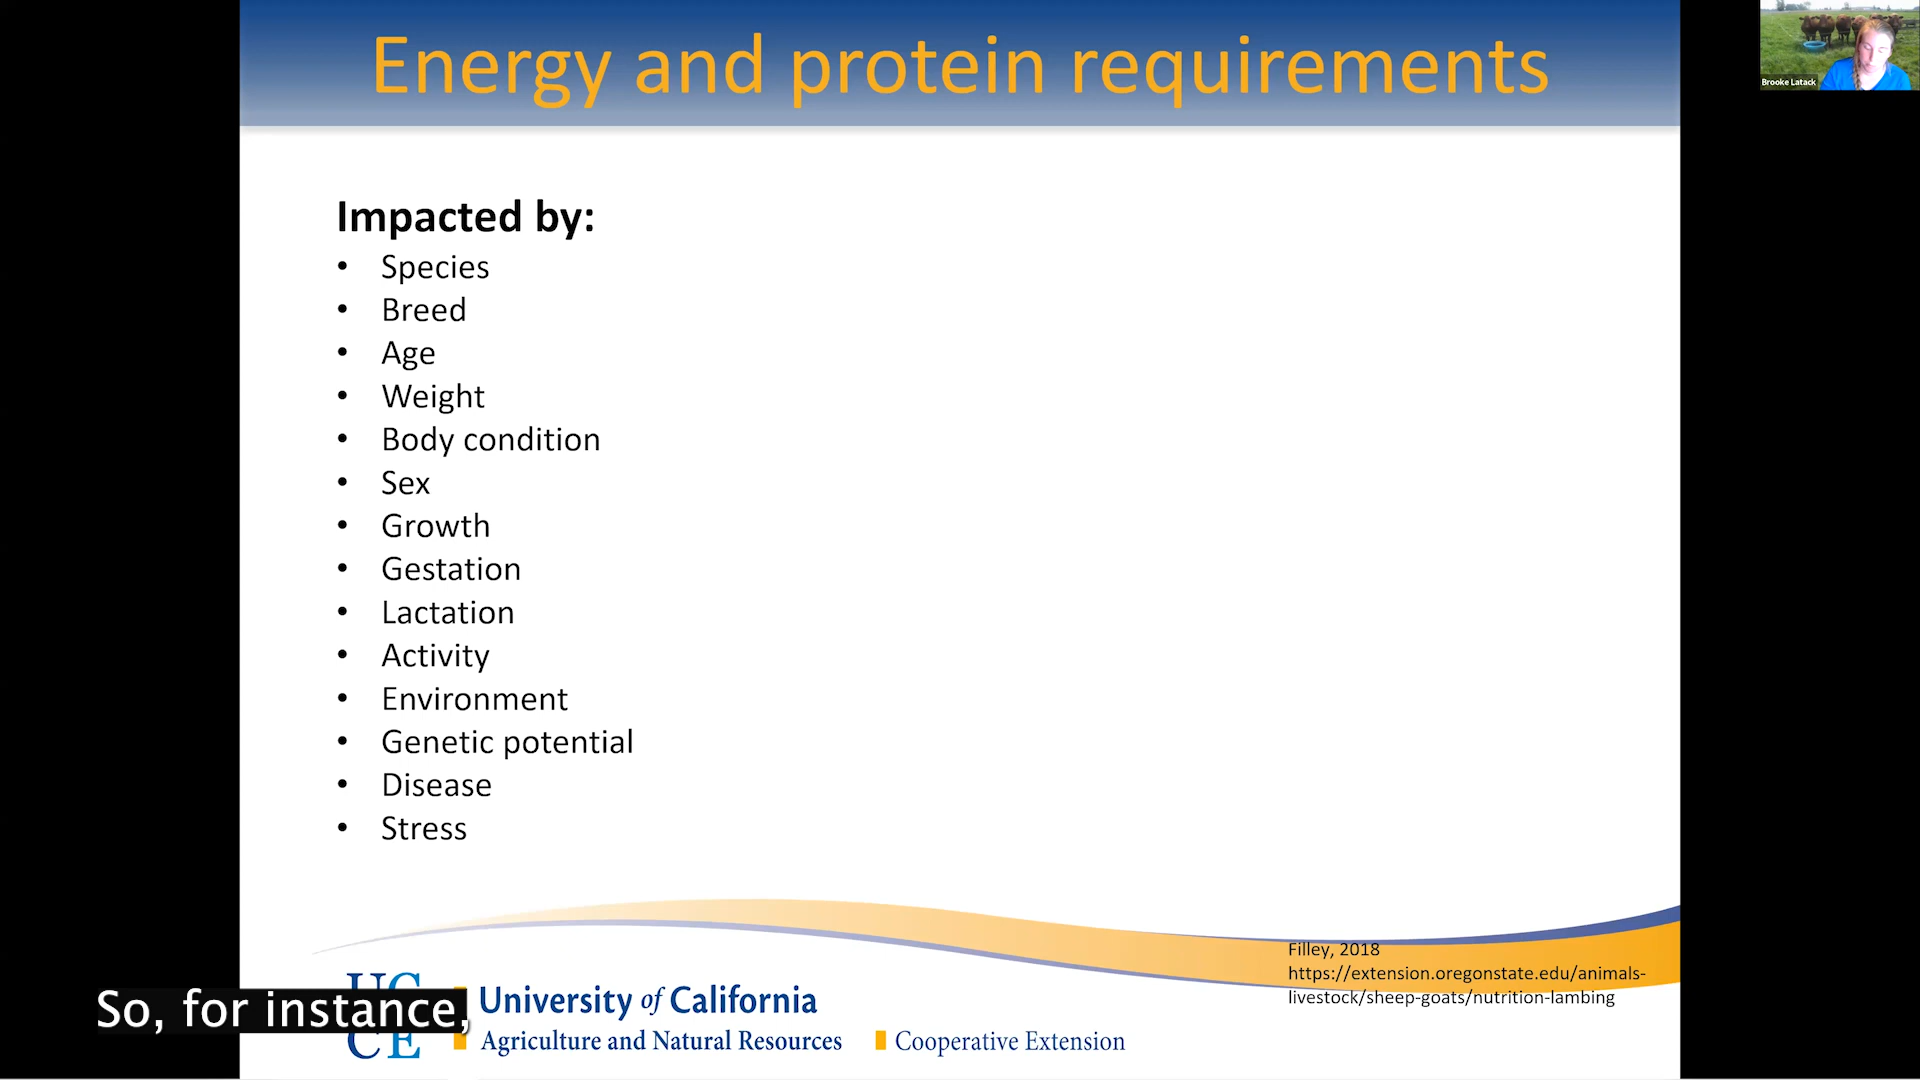 Energy and protein requirements
Brooke Latack
Impacted by:
• Species
• Breed
• Age
• Weight
• Body condition
• Sex
• Growth
• Gestation
• Lactation
• Activity
• Environment
• Genetic potential
• Disease
• Stress
Filley, 2018
https://extension.oregonstate.edu/animals-
livestock/sheep-goats/nutrition-lambing
So, for instance,
UC
CE
University of California
Agriculture and Natural Resources
Cooperative Extension